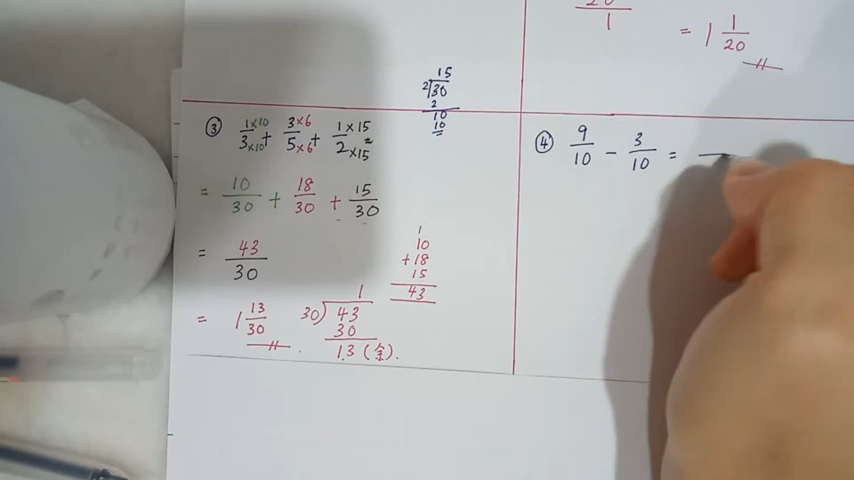 20
1
= 1 1/20
2)30
15
2
10
10
③ 1×10/3×10 + 3×6/5×6 + 1×15/2×15
= 10/30 + 18/30 + 15/30
= 43/30
= 1 13/30
1
10
+18
15
43
1
30)43
30
13 (余).
④ 9/10 − 3/10 =